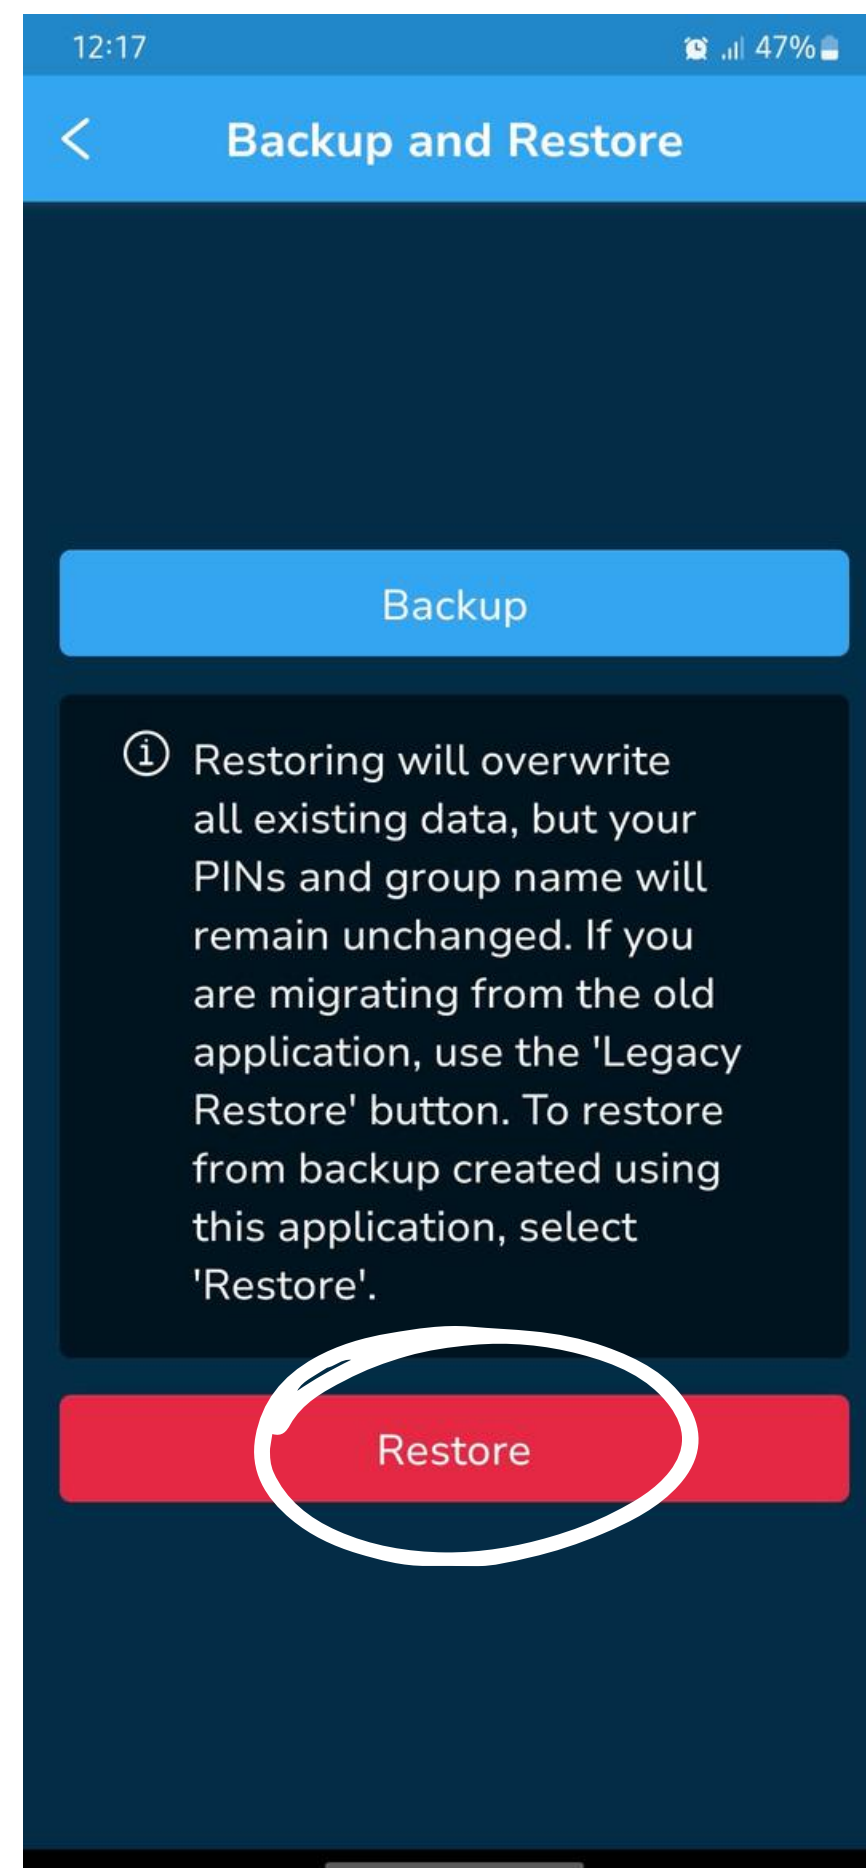 12:17 47%
Backup and Restore
Backup
Restoring will overwrite
all existing data, but your
PINs and group name will
remain unchanged. If you
are migrating from the old
application, use the 'Legacy
Restore' button. To restore
from backup created using
this application, select
'Restore'.
Restore